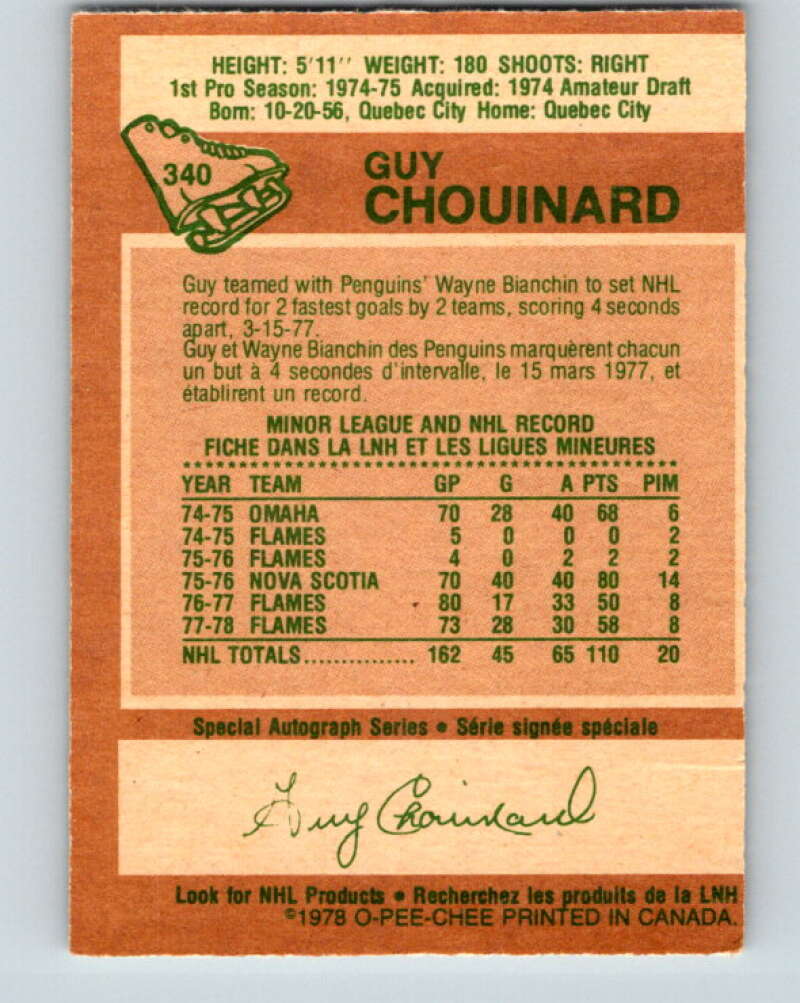 HEIGHT: 5'11'' WEIGHT: 180 SHOOTS: RIGHT
1st Pro Season: 1974-75 Acquired: 1974 Amateur Draft
Born: 10-20-56, Quebec City Home: Quebec City
340
GUY
CHOUINARD
Guy teamed with Penguins' Wayne Bianchin to set NHL
record for 2 fastest goals by 2 teams, scoring 4 seconds
apart, 3-15-77.
Guy et Wayne Bianchin des Penguins marquèrent chacun
un but à 4 secondes d'intervalle, le 15 mars 1977, et
établirent un record.
MINOR LEAGUE AND NHL RECORD
FICHE DANS LA LNH ET LES LIGUES MINEURES
YEAR TEAM GP G A PTS PIM
74-75 OMAHA 70 28 40 68 6
74-75 FLAMES 5 0 0 0 2
75-76 FLAMES 4 0 2 2 2
75-76 NOVA SCOTIA 70 40 40 80 14
76-77 FLAMES 80 17 33 50 8
77-78 FLAMES 73 28 30 58 8
NHL TOTALS............... 162 45 65 110 20
Special Autograph Series • Série signée spéciale
Guy Chouinard
Look for NHL Products • Recherchez les produits de la LNH
©1978 O-PEE-CHEE PRINTED IN CANADA.